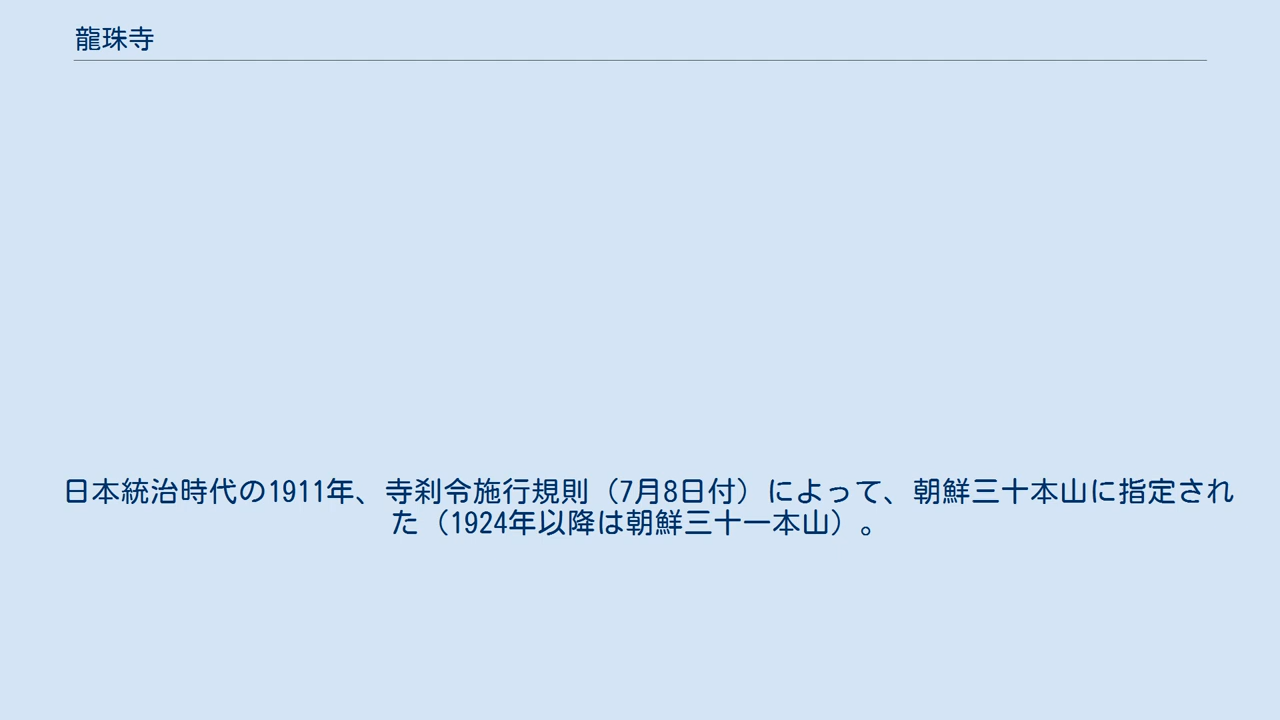 龍珠寺
日本統治時代の1911年、寺刹令施行規則（7月8日付）によって、朝鮮三十本山に指定され
た（1924年以降は朝鮮三十一本山）。